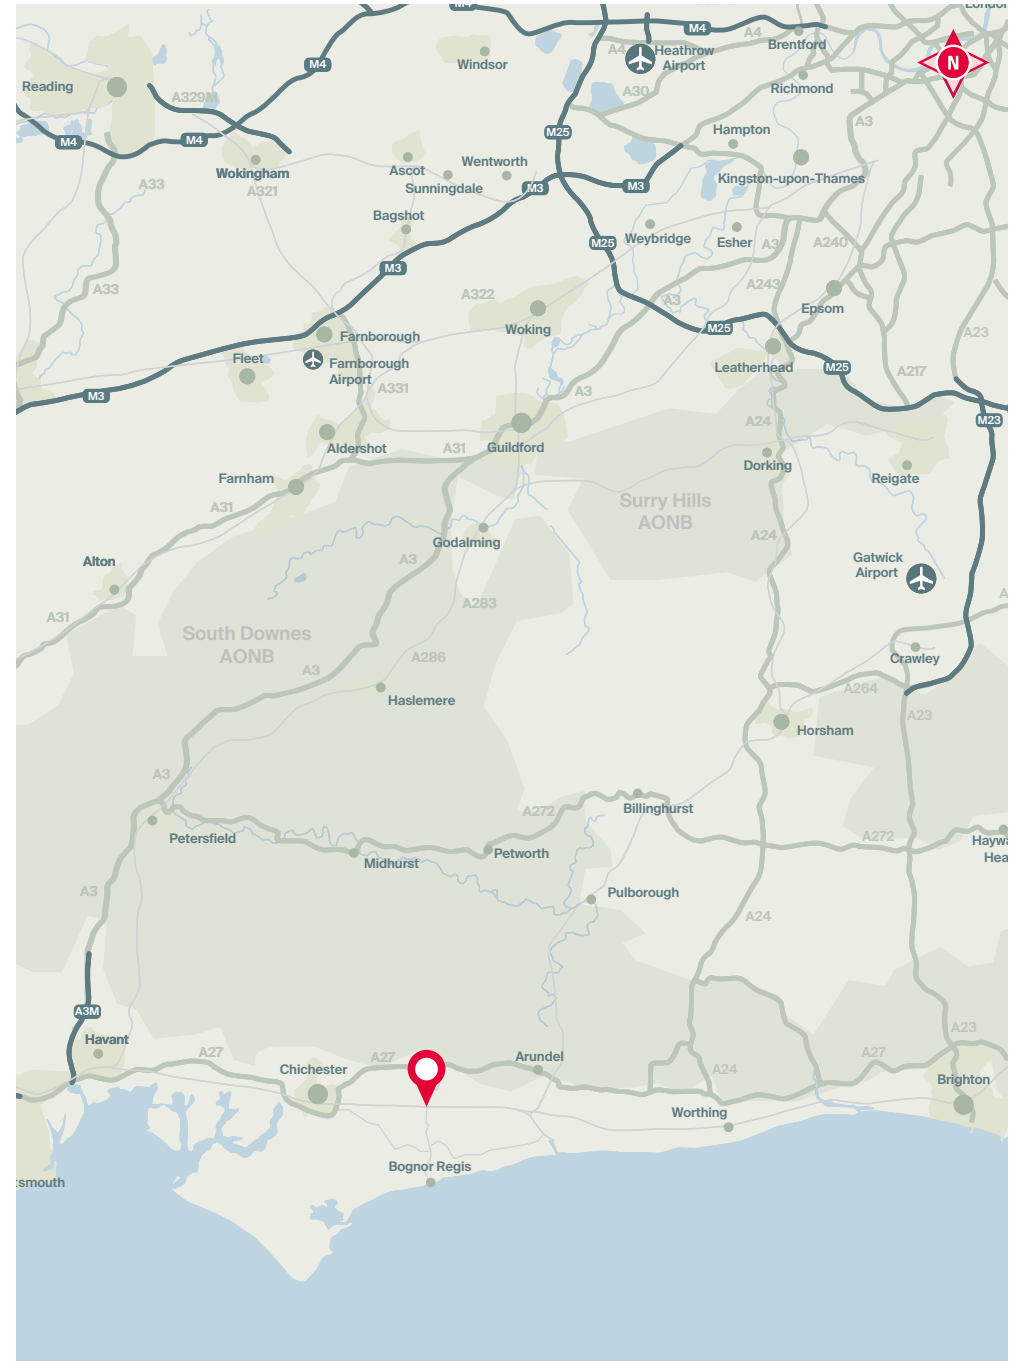 M4
London
M4
A4
Brentford
A4
Heathrow
Airport
N
Windsor
M4
Reading
A329M
A30
Richmond
A3
M4
M4
M25
Hampton
Wokingham
A33
A321
Ascot
Wentworth
Sunningdale
M3
M3
Kingston-upon-Thames
Bagshot
M25
Weybridge
Esher
A3
A240
M3
A33
A322
A243
A3
Epsom
Woking
M25
A23
Farnborough
Fleet
Farnborough
Airport
Leatherhead
M25
A217
M3
A331
A3
M23
A24
Aldershot
A31
Guildford
Dorking
Reigate
Farnham
A31
Surry Hills
AONB
A24
Godalming
Alton
A3
Gatwick
Airport
A31
A283
A
South Downes
AONB
A286
Crawley
A3
Haslemere
A264
A23
Horsham
A3
A272
Billinghurst
Petersfield
A272
Haywa
Hea
Midhurst
Petworth
A3
Pulborough
A24
A3M
A23
Havant
A27
Chichester
A27
Arundel
A24
A27
Brighton
Worthing
Bognor Regis
tsmouth